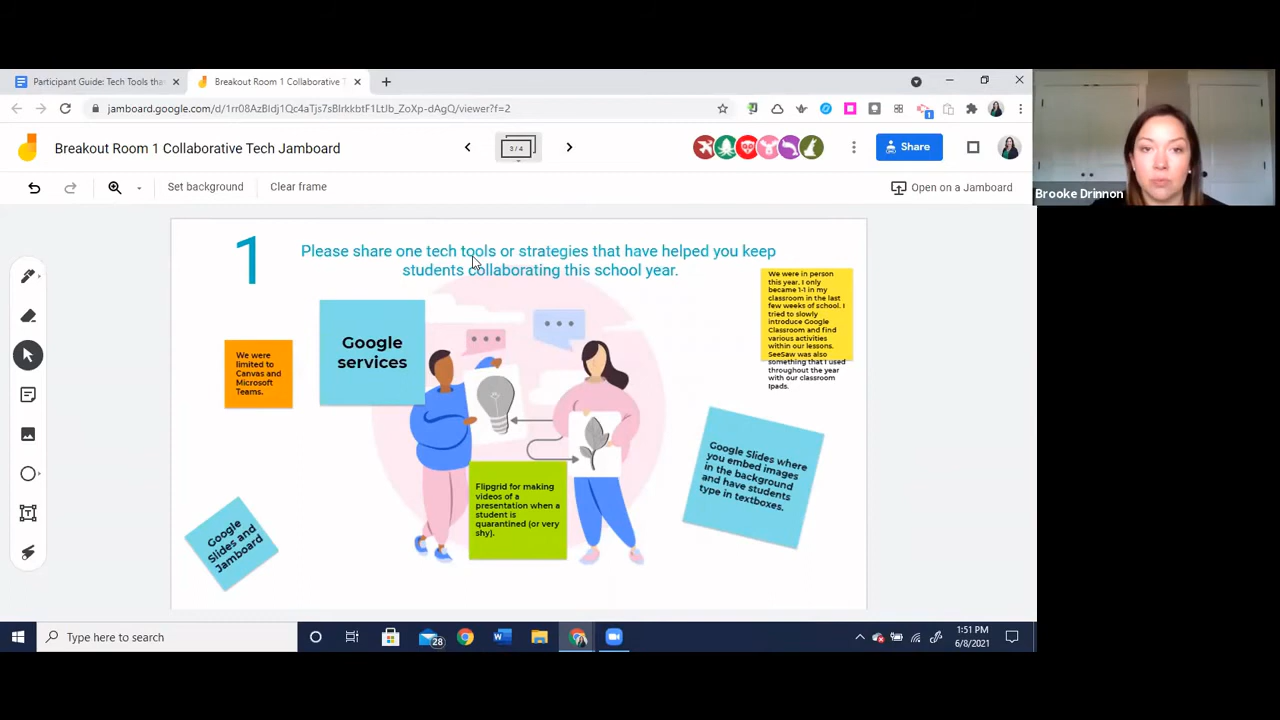 Participant Guide: Tech Tools tha
Breakout Room 1 Collaborative T
jamboard.google.com/d/1rr08AzBIdj1Qc4aTjs7sBIrkkbtF1LtJb_ZoXp-dAgQ/viewer?f=2
Breakout Room 1 Collaborative Tech Jamboard
3/4
Share
Set background
Clear frame
Open on a Jamboard
Brooke Drinnon
1
Please share one tech tools or strategies that have helped you keep
students collaborating this school year.
We were
limited to
Canvas and
Microsoft
Teams.
Google
services
We were in person
this year. I only
became 1-1 in my
classroom in the last
few weeks of school. I
tried to slowly
introduce Google
Classroom and find
various activities
within our lessons.
SeeSaw was also
something that I used
throughout the year
with our classroom
Ipads.
Google Slides where
you embed images
in the background
and have students
type in textboxes.
Flipgrid for making
videos of a
presentation when a
student is
quarantined (or very
shy).
Google
Slides and
Jamboard
Type here to search
28
1:51 PM
6/8/2021